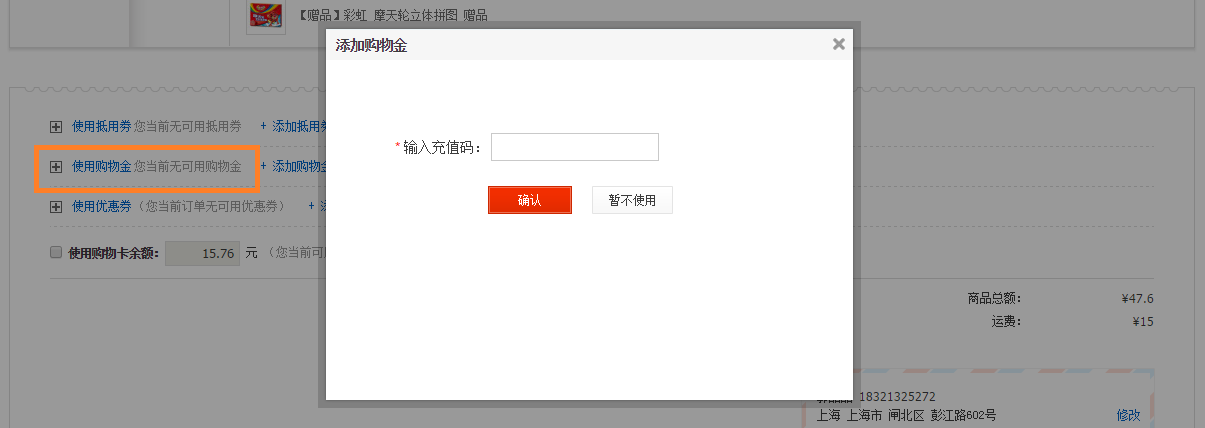 【赠品】彩虹 摩天轮立体拼图 赠品
添加购物金
使用抵用券 您当前无可用抵用券 + 添加抵用券
* 输入充值码：
使用购物金 您当前无可用购物金 + 添加购物金
确认 暂不使用
使用优惠券（您当前订单无可用优惠券） +
使用购物卡余额： 15.76 元 （您当前可用
商品总额： ¥47.6
运费： ¥15
18321325272
上海 上海市 闸北区 彭江路602号 修改